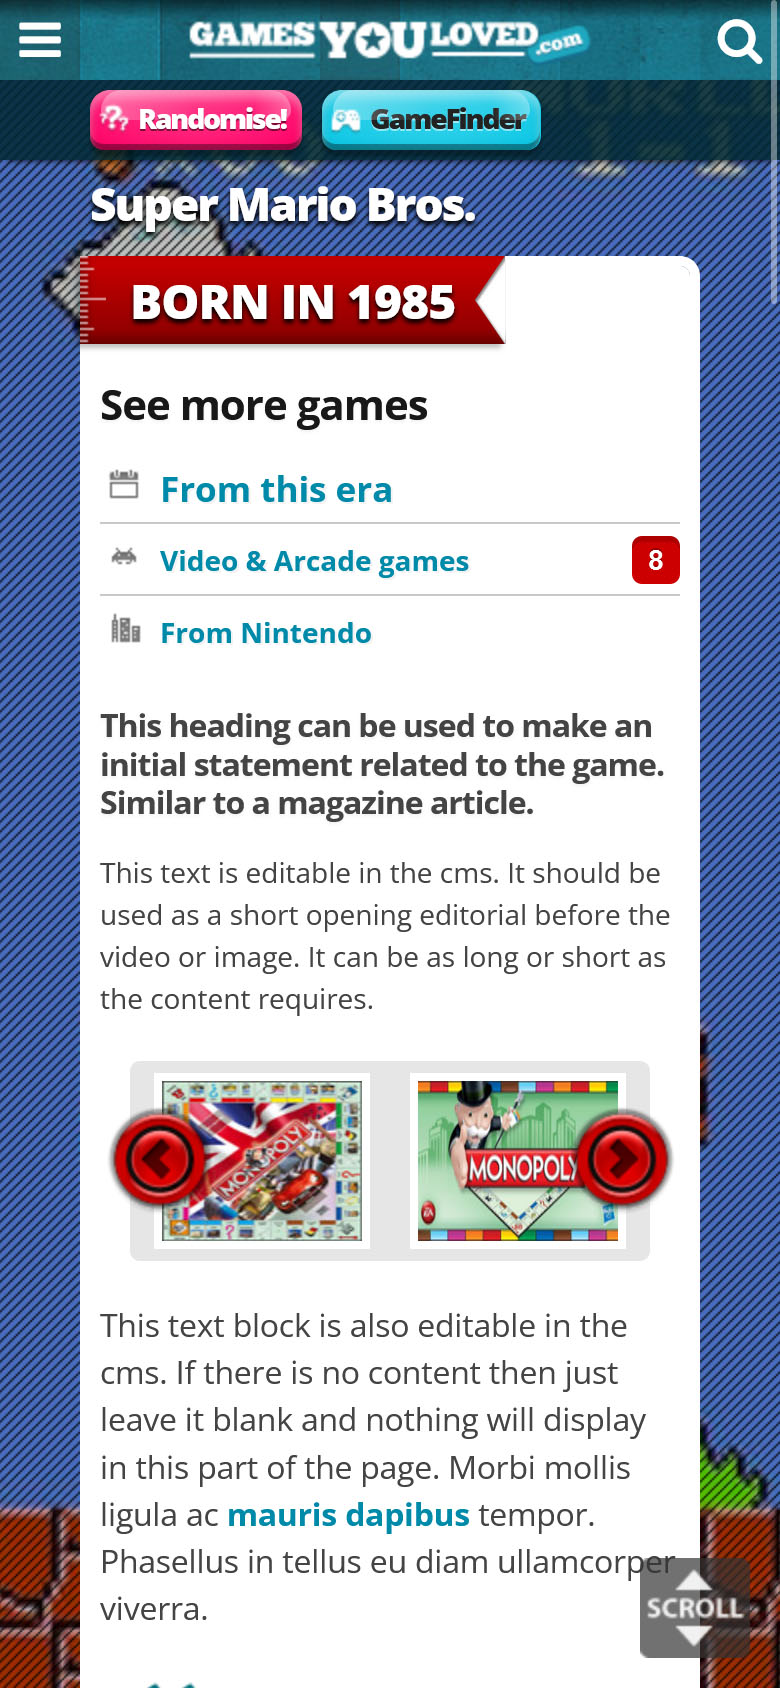 GAMES YOU LOVED.com
Randomise!
GameFinder
Super Mario Bros.
BORN IN 1985
See more games
From this era
Video & Arcade games
8
From Nintendo
This heading can be used to make an
initial statement related to the game.
Similar to a magazine article.
This text is editable in the cms. It should be
used as a short opening editorial before the
video or image. It can be as long or short as
the content requires.
MONOPOLY
MONOPOLY
This text block is also editable in the
cms. If there is no content then just
leave it blank and nothing will display
in this part of the page. Morbi mollis
ligula ac mauris dapibus tempor.
Phasellus in tellus eu diam ullamcorper
viverra.
SCROLL